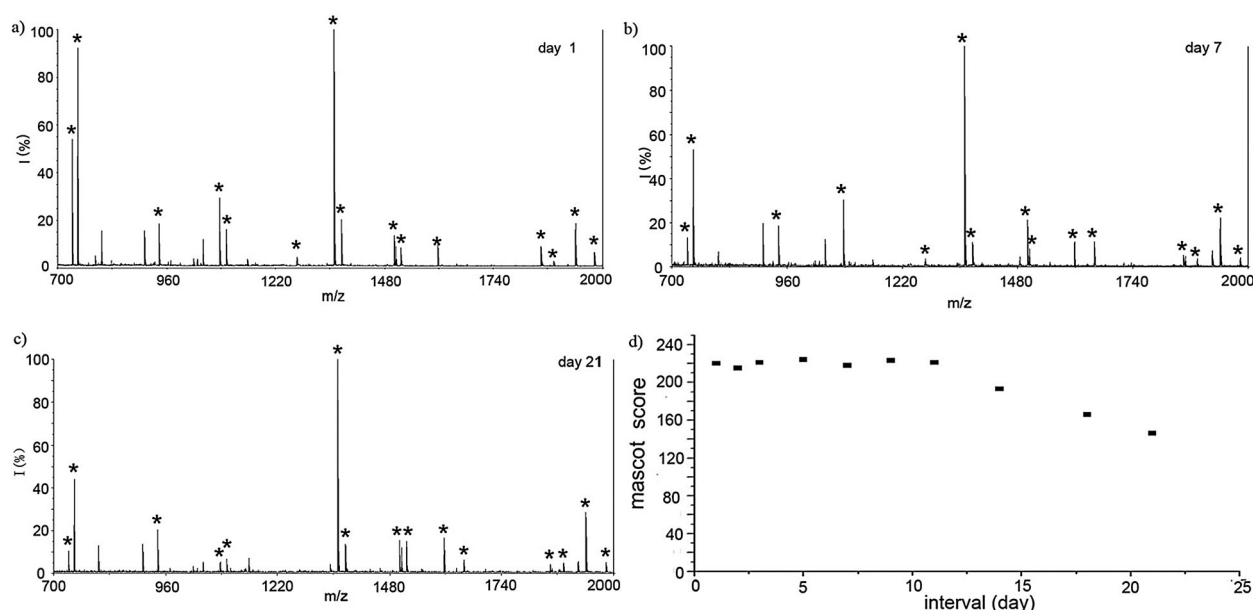 a)
day 1
* * * * * * * * * * * * * * *
I (%)
100
80
60
40
20
0
700 960 1220 1480 1740 2000
m/z
b)
day 7
* * * * * * * * * * * * * * *
I (%)
100
80
60
40
20
0
700 960 1220 1480 1740 2000
m/z
c)
day 21
* * * * * * * * * * * * * * *
I (%)
100
80
60
40
20
0
700 960 1220 1480 1740 2000
m/z
d)
mascot score
240
200
160
120
80
40
0
0 5 10 15 20 25
interval (day)